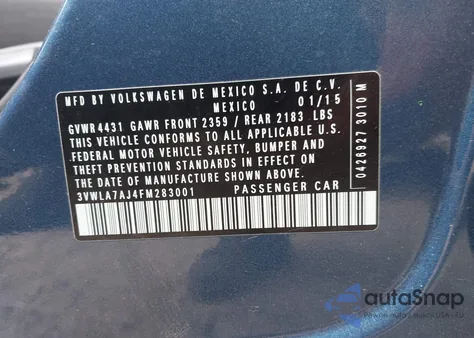 MFD BY VOLKSWAGEN DE MEXICO S.A. DE C.V.
MEXICO 01/15
GVWR 4431 GAWR FRONT 2359 / REAR 2183 LBS
THIS VEHICLE CONFORMS TO ALL APPLICABLE U.S.
FEDERAL MOTOR VEHICLE SAFETY, BUMPER AND
THEFT PREVENTION STANDARDS IN EFFECT ON
THE DATE OF MANUFACTURE SHOWN ABOVE
3VWLA7AJ4FM283001 PASSENGER CAR
0426927 3010 M
autoSnap